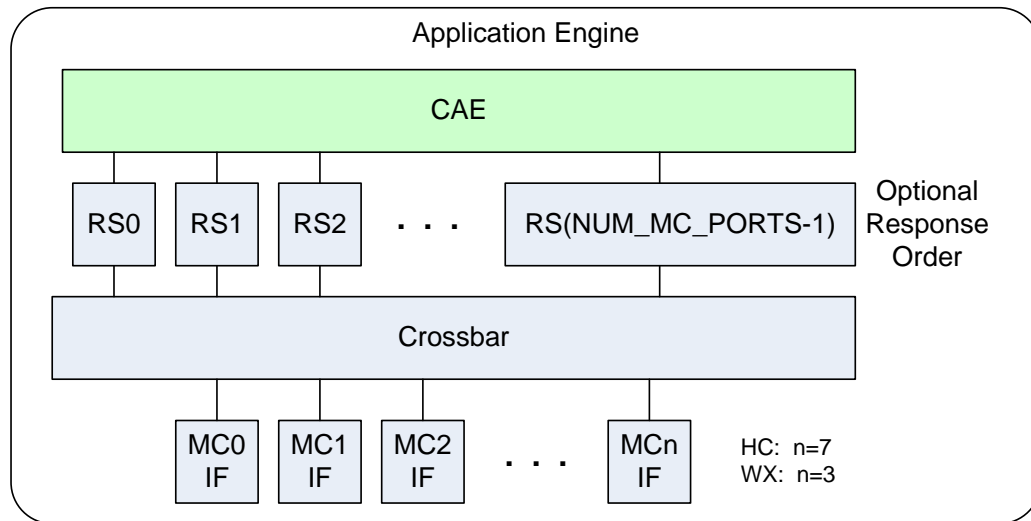 Application Engine
CAE
RS0 RS1 RS2 . . . RS(NUM_MC_PORTS-1)
Optional
Response
Order
Crossbar
MC0 MC1 MC2 . . . MCn
IF IF IF IF
HC: n=7
WX: n=3